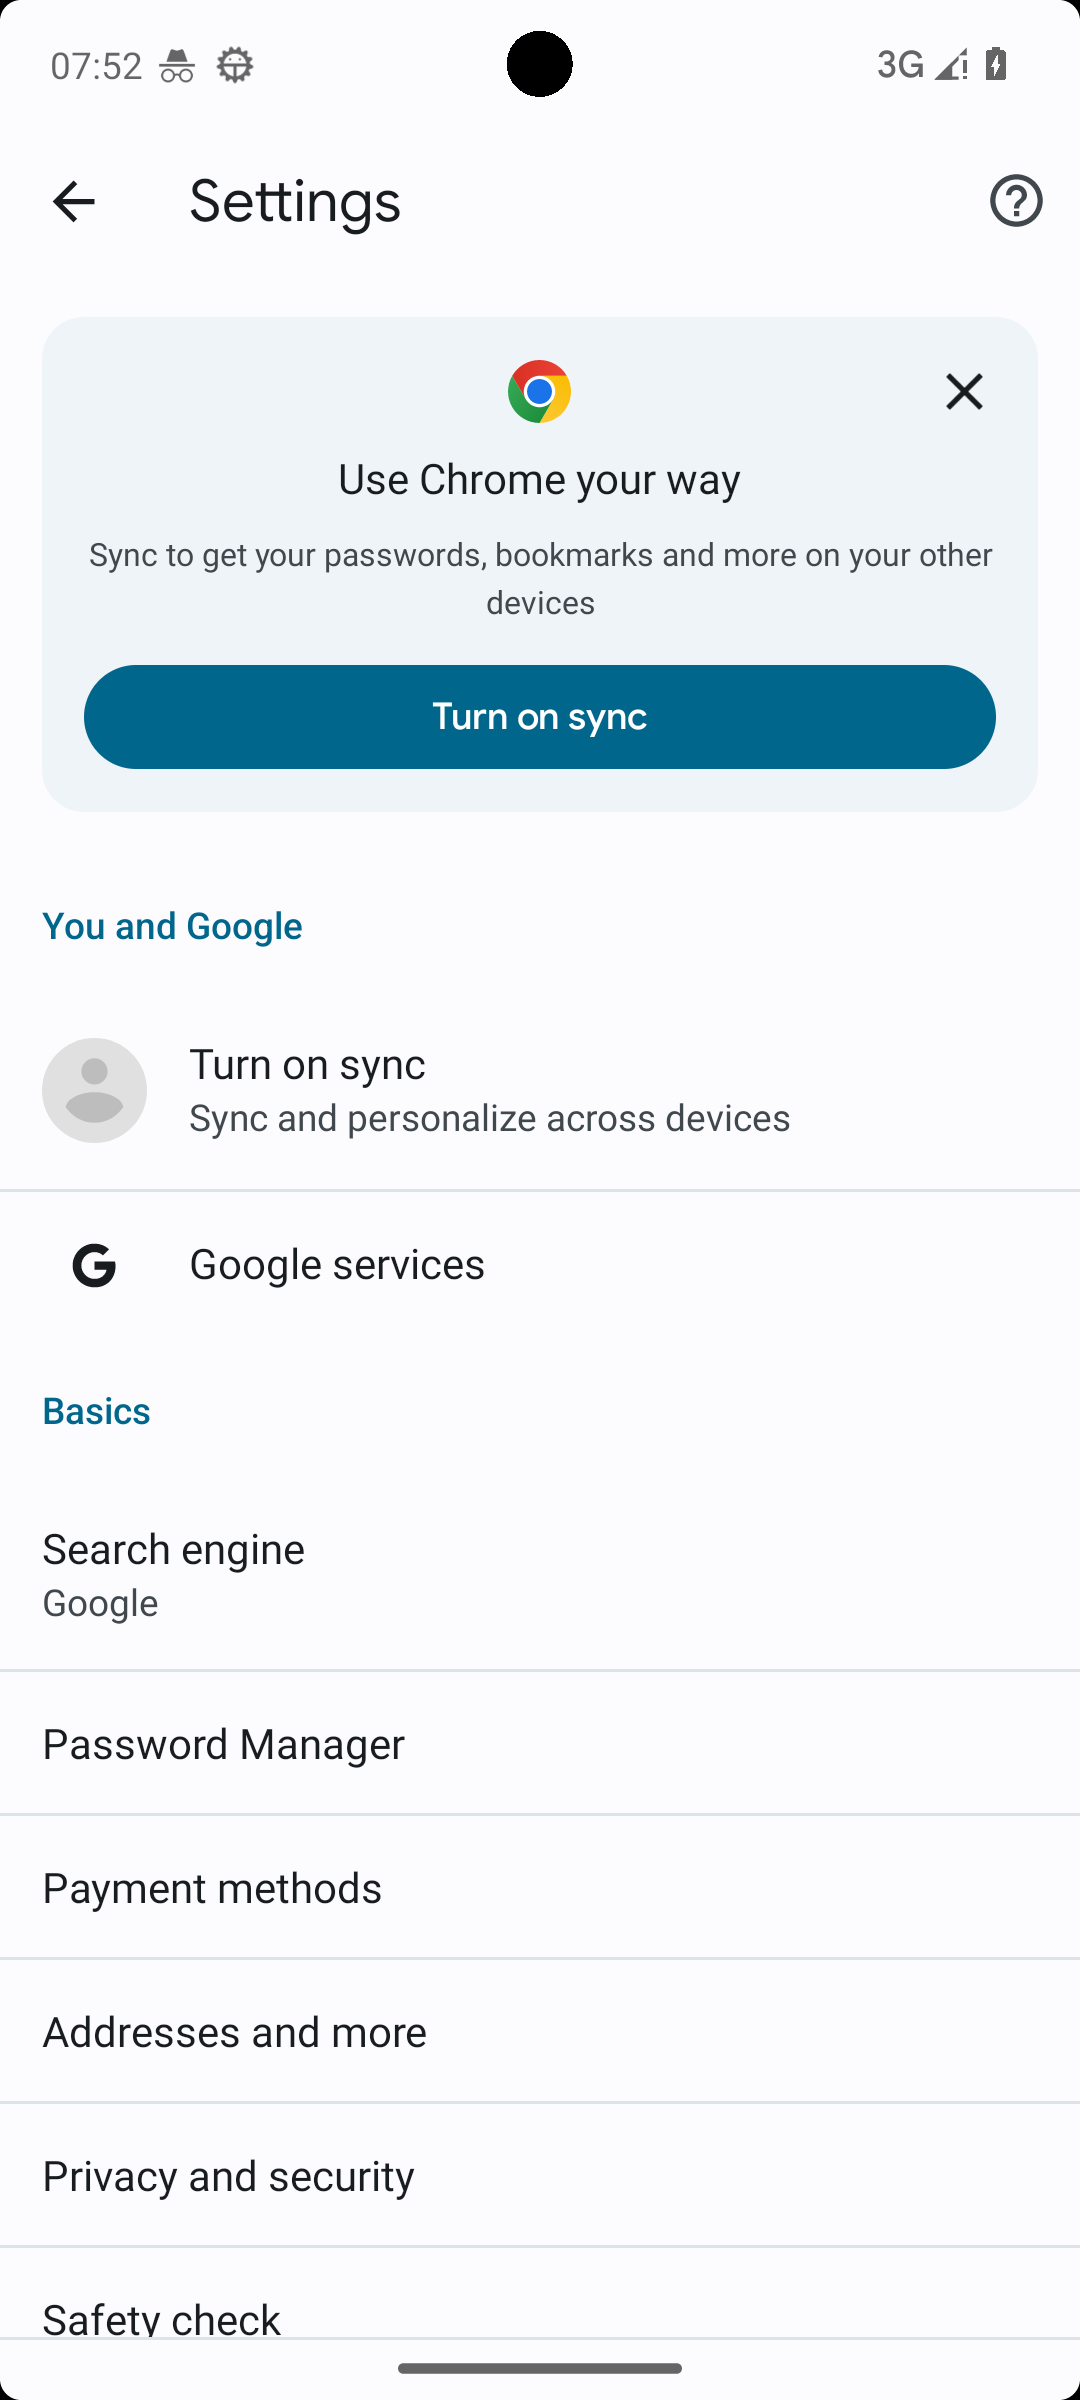 07:52
3G
Settings
Use Chrome your way
Sync to get your passwords, bookmarks and more on your other
devices
Turn on sync
You and Google
Turn on sync
Sync and personalize across devices
Google services
Basics
Search engine
Google
Password Manager
Payment methods
Addresses and more
Privacy and security
Safety check